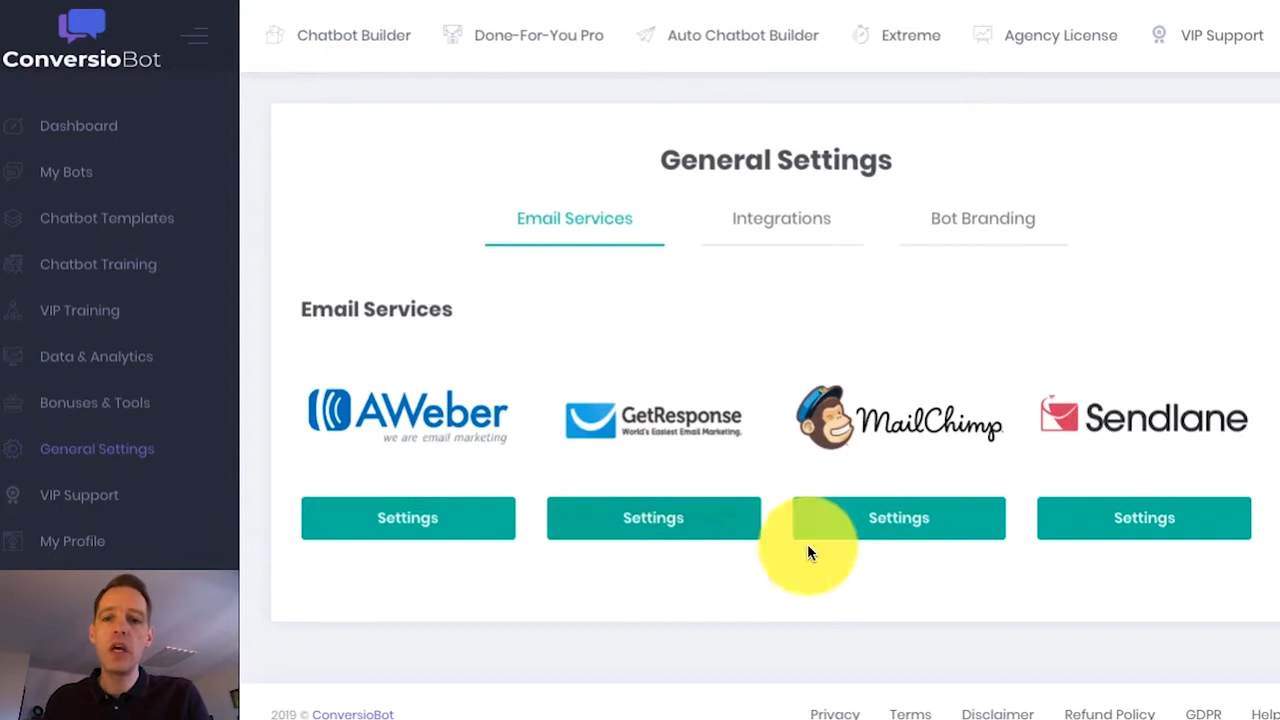 ConversioBot
Chatbot Builder
Done-For-You Pro
Auto Chatbot Builder
Extreme
Agency License
VIP Support
Dashboard
My Bots
Chatbot Templates
Chatbot Training
VIP Training
Data & Analytics
Bonuses & Tools
General Settings
VIP Support
My Profile
General Settings
Email Services
Integrations
Bot Branding
Email Services
AWeber
we are email marketing
GetResponse
World's Easiest Email Marketing.
MailChimp
Sendlane
Settings
Settings
Settings
Settings
2019 © ConversioBot
Privacy
Terms
Disclaimer
Refund Policy
GDPR
Help